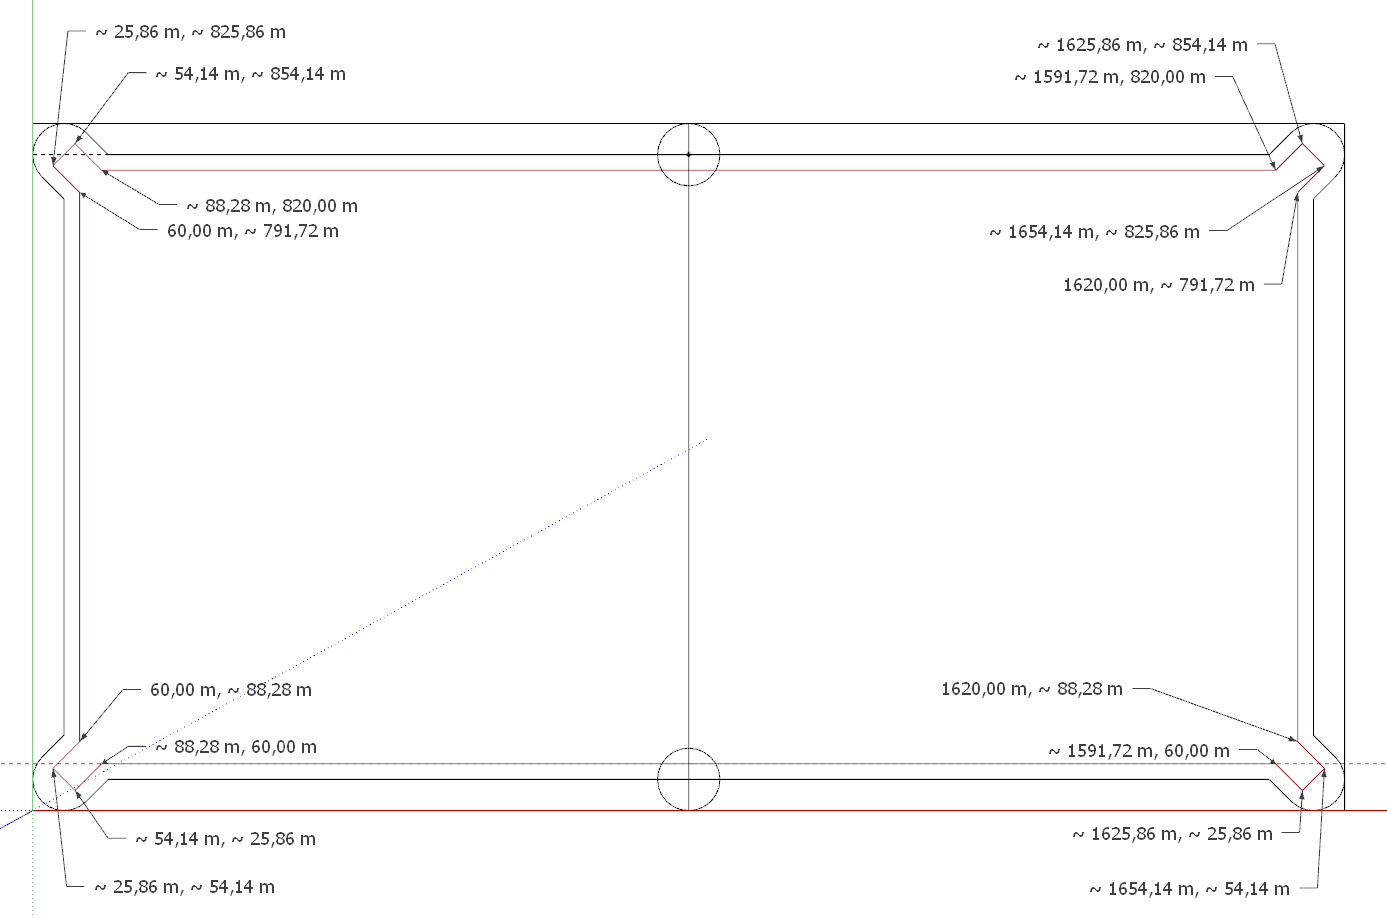 ~ 25,86 m, ~ 825,86 m
~ 1625,86 m, ~ 854,14 m
~ 54,14 m, ~ 854,14 m
~ 1591,72 m, 820,00 m
~ 88,28 m, 820,00 m
60,00 m, ~ 791,72 m
~ 1654,14 m, ~ 825,86 m
1620,00 m, ~ 791,72 m
60,00 m, ~ 88,28 m
1620,00 m, ~ 88,28 m
~ 88,28 m, 60,00 m
~ 1591,72 m, 60,00 m
~ 54,14 m, ~ 25,86 m
~ 1625,86 m, ~ 25,86 m
~ 25,86 m, ~ 54,14 m
~ 1654,14 m, ~ 54,14 m